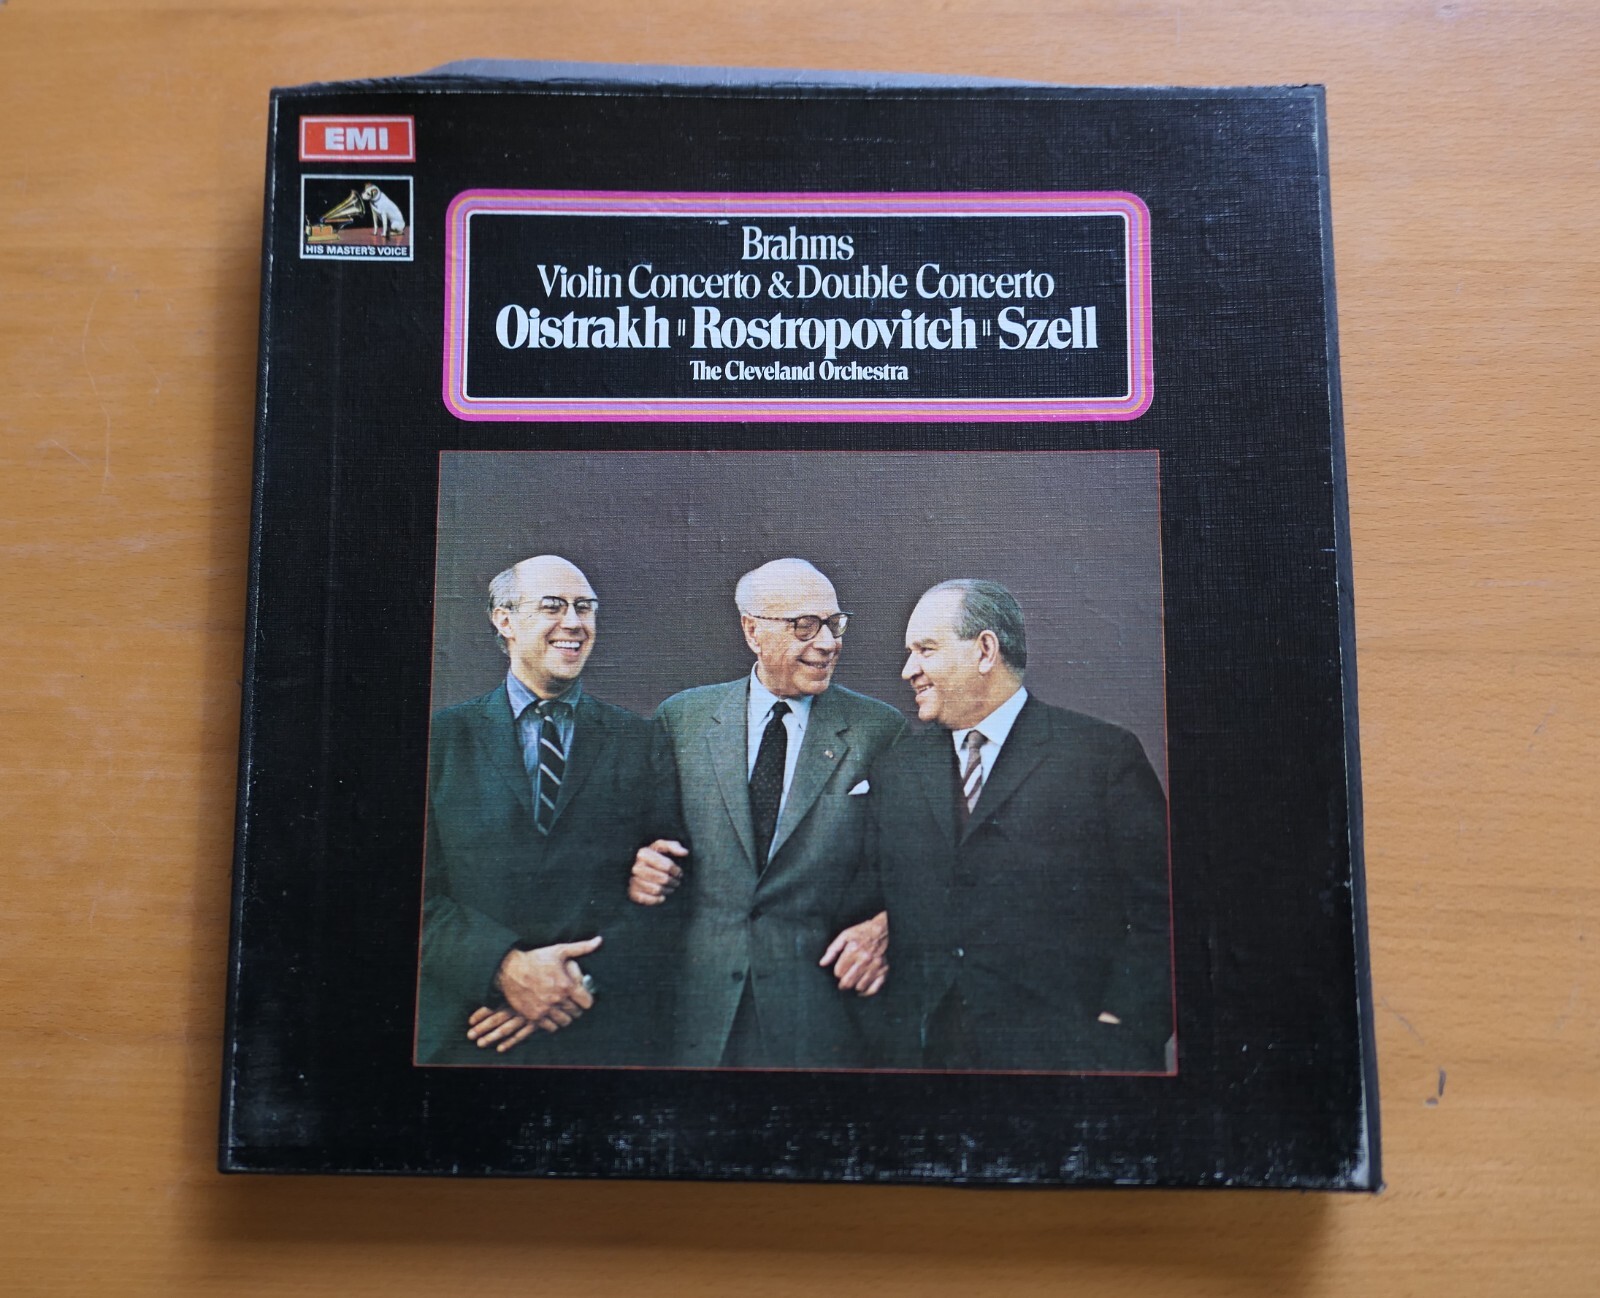 EMI
HIS MASTER'S VOICE
Brahms
Violin Concerto & Double Concerto
Oistrakh " Rostropovitch " Szell
The Cleveland Orchestra